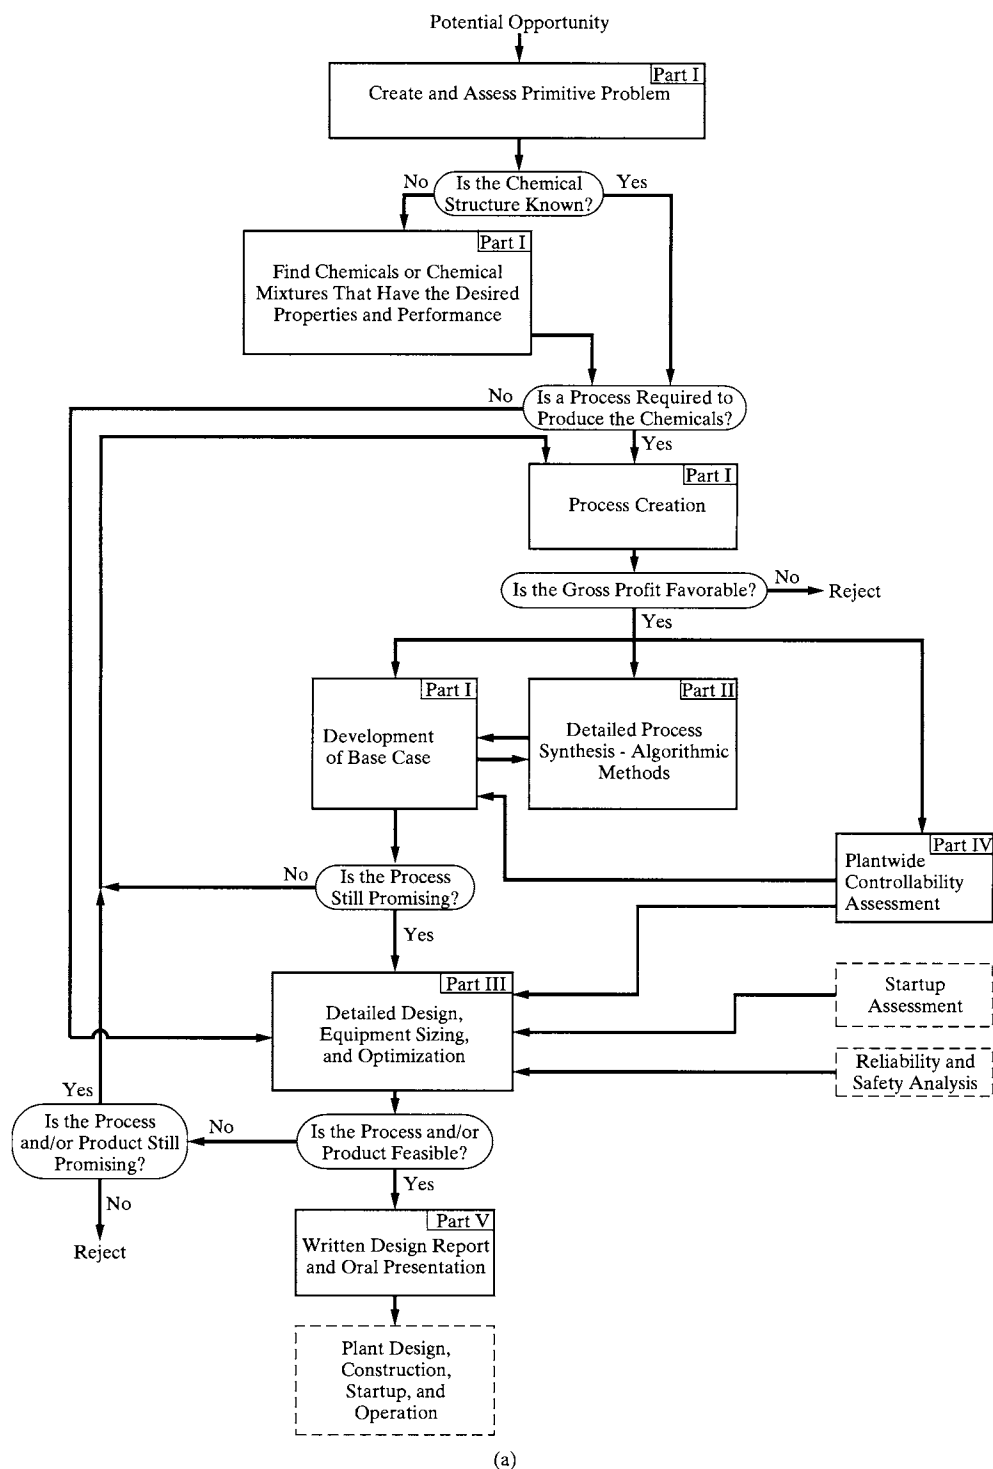 Potential Opportunity
Part I
Create and Assess Primitive Problem
No
Is the Chemical
Structure Known?
Yes
Part I
Find Chemicals or Chemical
Mixtures That Have the Desired
Properties and Performance
No
Is a Process Required to
Produce the Chemicals?
Yes
Part I
Process Creation
Is the Gross Profit Favorable?
No
Reject
Yes
Part I
Development
of Base Case
Part II
Detailed Process
Synthesis - Algorithmic
Methods
Part IV
Plantwide
Controllability
Assessment
No
Is the Process
Still Promising?
Yes
Part III
Detailed Design,
Equipment Sizing,
and Optimization
Startup
Assessment
Reliability and
Safety Analysis
Yes
Is the Process
and/or Product Still
Promising?
No
Is the Process and/or
Product Feasible?
No
Reject
Yes
Part V
Written Design Report
and Oral Presentation
Plant Design,
Construction,
Startup, and
Operation
(a)